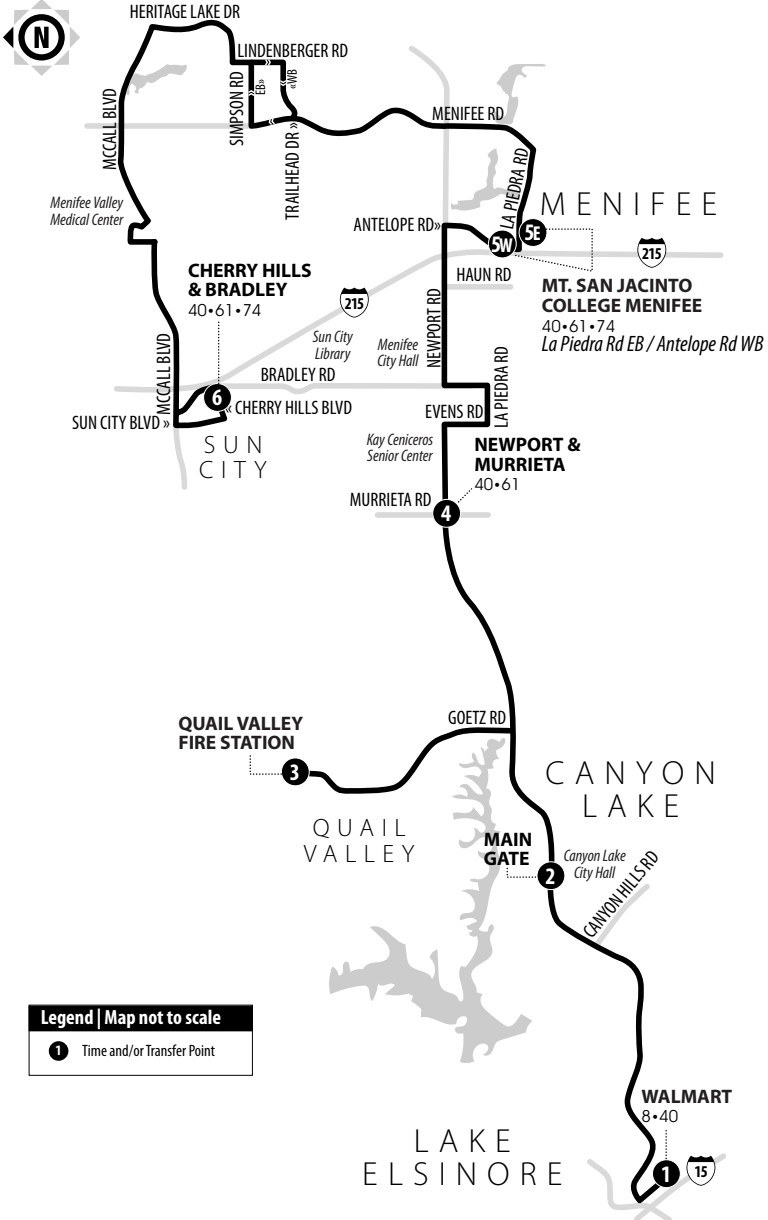 HERITAGE LAKE DR
N
LINDENBERGER RD
SIMPSON RD
EB»
«WB
TRAILHEAD DR »
MCCALL BLVD
MENIFEE RD
LA PIEDRA RD
Menifee Valley
Medical Center
MENIFEE
ANTELOPE RD»
5W
5E
215
HAUN RD
CHERRY HILLS
& BRADLEY
40•61•74
215
MT. SAN JACINTO
COLLEGE MENIFEE
40•61•74
La Piedra Rd EB / Antelope Rd WB
Sun City
Library
Menifee
City Hall
NEWPORT RD
MCCALL BLVD
BRADLEY RD
LA PIEDRA RD
6
« CHERRY HILLS BLVD
SUN CITY BLVD »
EVENS RD
SUN
CITY
Kay Ceniceros
Senior Center
NEWPORT &
MURRIETA
40•61
MURRIETA RD
4
GOETZ RD
QUAIL VALLEY
FIRE STATION
3
CANYON
LAKE
QUAIL
VALLEY
MAIN
GATE
2
Canyon Lake
City Hall
CANYON HILLS RD
Legend | Map not to scale
1 Time and/or Transfer Point
WALMART
8•40
LAKE
ELSINORE
1
15